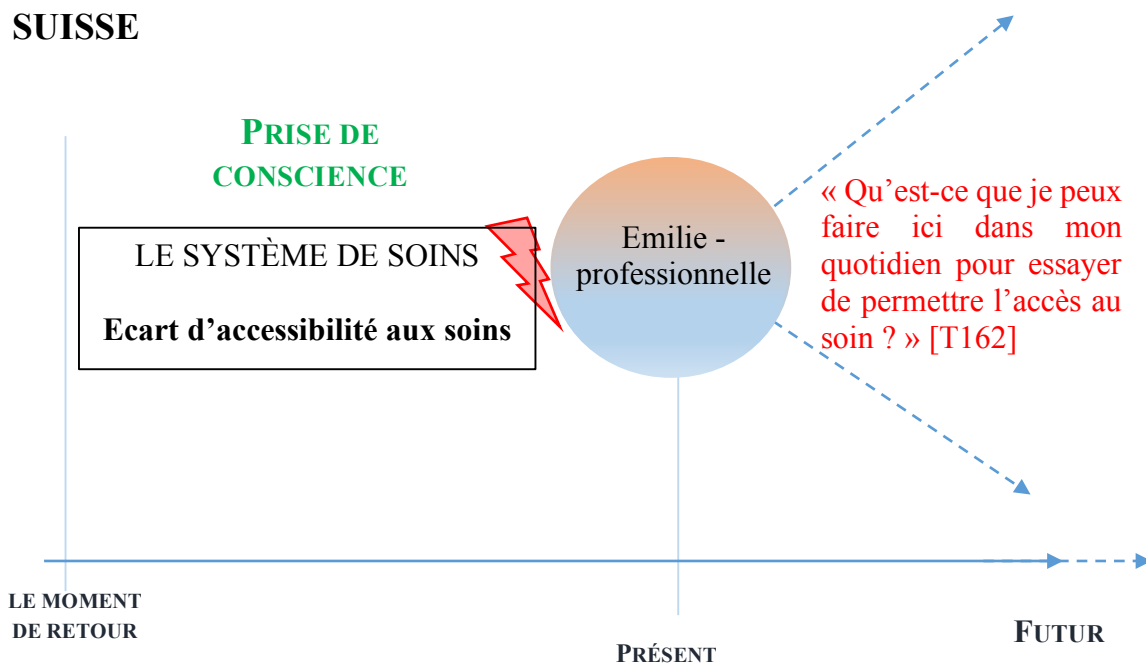 SUISSE
PRISE DE
CONSCIENCE
LE SYSTÈME DE SOINS
Ecart d’accessibilité aux soins
Emilie -
professionnelle
« Qu’est-ce que je peux
faire ici dans mon
quotidien pour essayer
de permettre l’accès au
soin ? » [T162]
LE MOMENT
DE RETOUR
PRÉSENT
FUTUR